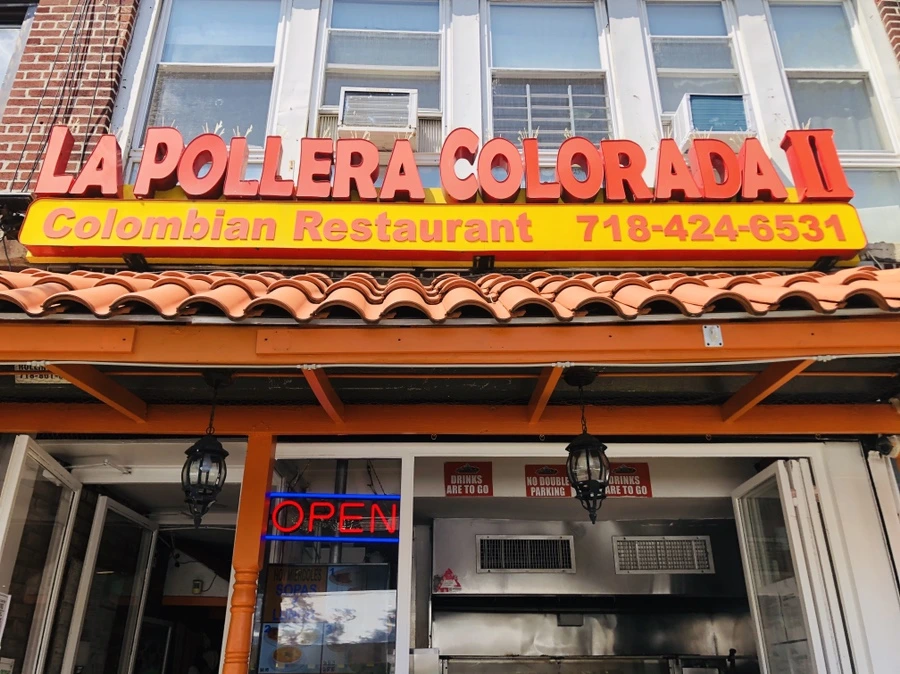 LA POLLERA COLORADA II
Colombian Restaurant 718-424-6531
DRINKS
ARE TO GO
NO DOUBLE
PARKING
DRINKS
ARE TO GO
OPEN
SOPAS